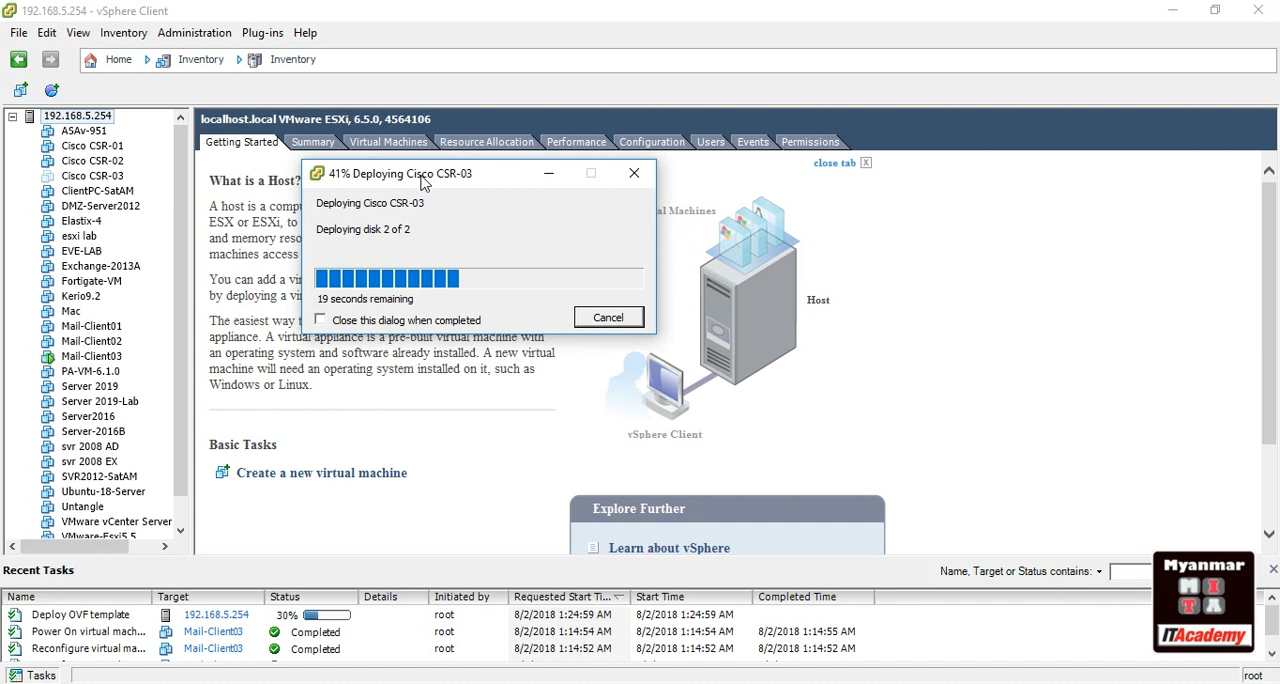 192.168.5.254 - vSphere Client
File Edit View Inventory Administration Plug-ins Help
Home Inventory Inventory
192.168.5.254
ASAv-951
Cisco CSR-01
Cisco CSR-02
Cisco CSR-03
ClientPC-SatAM
DMZ-Server2012
Elastix-4
esxi lab
EVE-LAB
Exchange-2013A
Fortigate-VM
Kerio9.2
Mac
Mail-Client01
Mail-Client02
Mail-Client03
PA-VM-6.1.0
Server 2019
Server 2019-Lab
Server2016
Server-2016B
svr 2008 AD
svr 2008 EX
SVR2012-SatAM
Ubuntu-18-Server
Untangle
VMware vCenter Server
VMware-Esxi5.5
localhost.local VMware ESXi, 6.5.0, 4564106
Getting Started Summary Virtual Machines Resource Allocation Performance Configuration Users Events Permissions
close tab X
What is a Host?
A host is a compu
ESX or ESXi, to
and memory reso
machines access
You can add a vi
by deploying a vi
The easiest way t
appliance. A virtual appliance is a pre-built virtual machine with
an operating system and software already installed. A new virtual
machine will need an operating system installed on it, such as
Windows or Linux.
Basic Tasks
Create a new virtual machine
41% Deploying Cisco CSR-03
Deploying Cisco CSR-03
Deploying disk 2 of 2
19 seconds remaining
Close this dialog when completed
Cancel
al Machines
Host
vSphere Client
Explore Further
Learn about vSphere
Recent Tasks
Name, Target or Status contains:
Name Target Status Details Initiated by Requested Start Ti... Start Time Completed Time
Deploy OVF template 192.168.5.254 30% root 8/2/2018 1:24:59 AM 8/2/2018 1:24:59 AM
Power On virtual mach... Mail-Client03 Completed root 8/2/2018 1:14:54 AM 8/2/2018 1:14:54 AM 8/2/2018 1:14:55 AM
Reconfigure virtual ma... Mail-Client03 Completed root 8/2/2018 1:14:52 AM 8/2/2018 1:14:52 AM 8/2/2018 1:14:52 AM
Myanmar
MITA
ITAcademy
Tasks
root